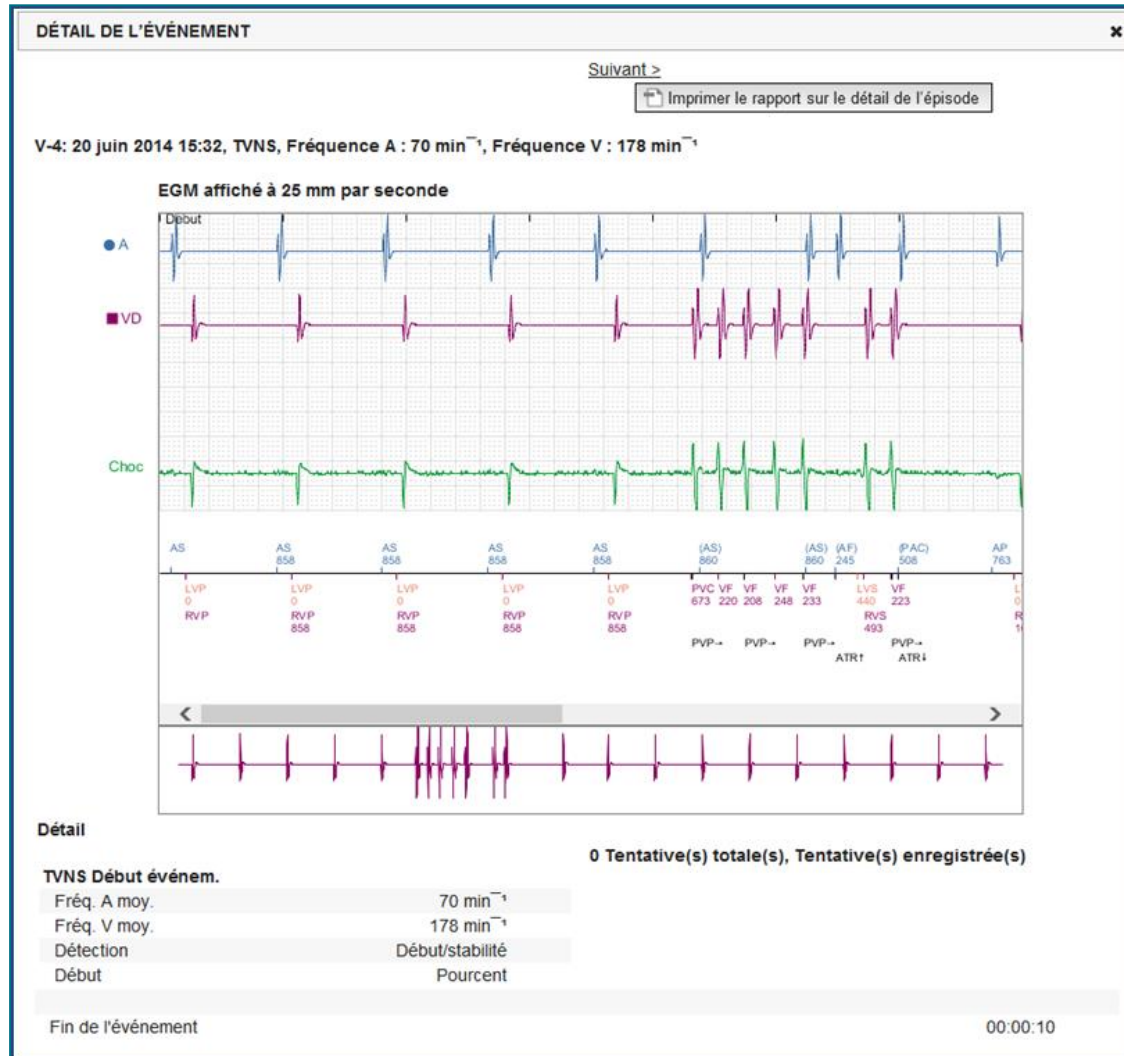 DÉTAIL DE L'ÉVÉNEMENT
Suivant >
Imprimer le rapport sur le détail de l'épisode
V-4: 20 juin 2014 15:32, TVNS, Fréquence A : 70 min⁻¹, Fréquence V : 178 min⁻¹
EGM affiché à 25 mm par seconde
Début
A
VD
Choc
AS AS AS AS AS (AS) (AS) (AF) (PAC) AP
858 858 858 858 860 860 245 508 763
LVP LVP LVP LVP LVP PVC VF VF VF VF LVS VF
0 0 0 0 0 673 220 208 248 233 440 223
RVP RVP RVP RVP RVP RVS
858 858 858 858 493
PVP→ PVP→ PVP→ PVP→
ATR↑ ATR↓
Détail
0 Tentative(s) totale(s), Tentative(s) enregistrée(s)
TVNS Début événem.
Fréq. A moy. 70 min⁻¹
Fréq. V moy. 178 min⁻¹
Détection Début/stabilité
Début Pourcent
Fin de l'événement 00:00:10